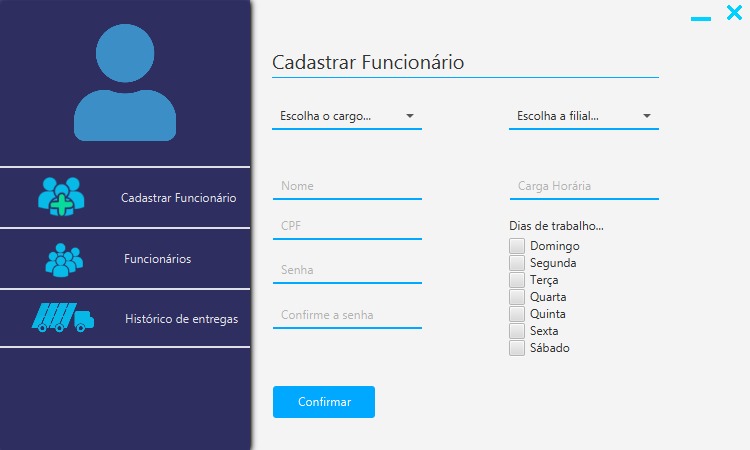 Cadastrar Funcionário
Funcionários
Histórico de entregas
Cadastrar Funcionário
Escolha o cargo...
Escolha a filial...
Nome
CPF
Senha
Confirme a senha
Carga Horária
Dias de trabalho...
Domingo
Segunda
Terça
Quarta
Quinta
Sexta
Sábado
Confirmar